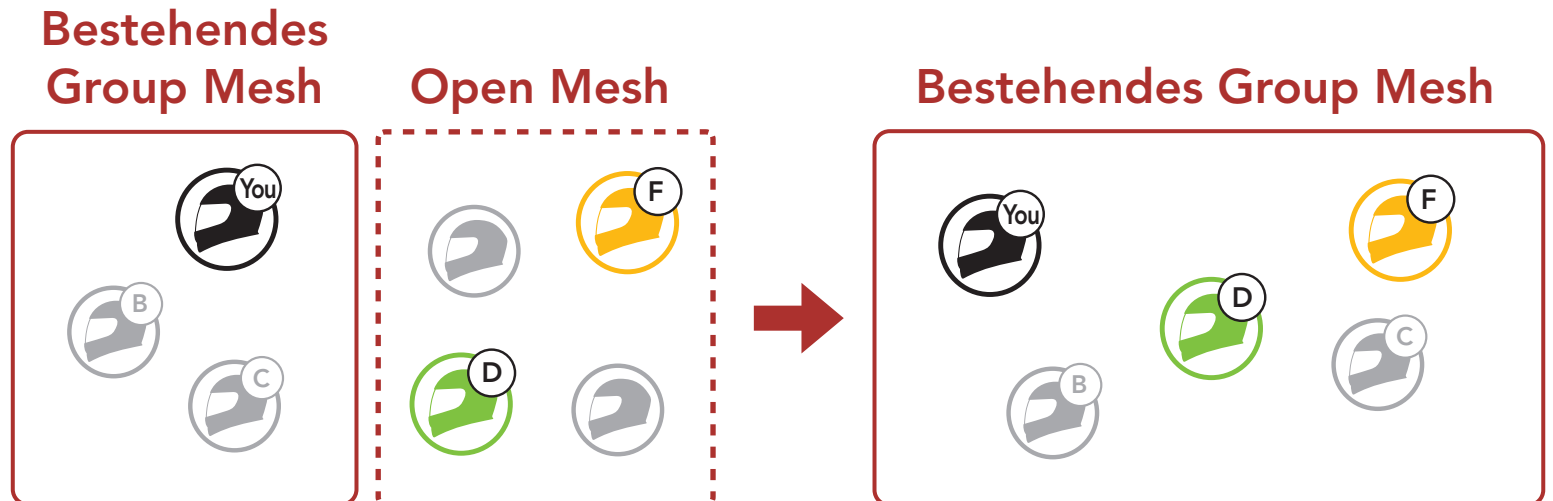 Bestehendes
Group Mesh
Open Mesh
Bestehendes Group Mesh
You
B
C
F
D
You
F
D
C
B